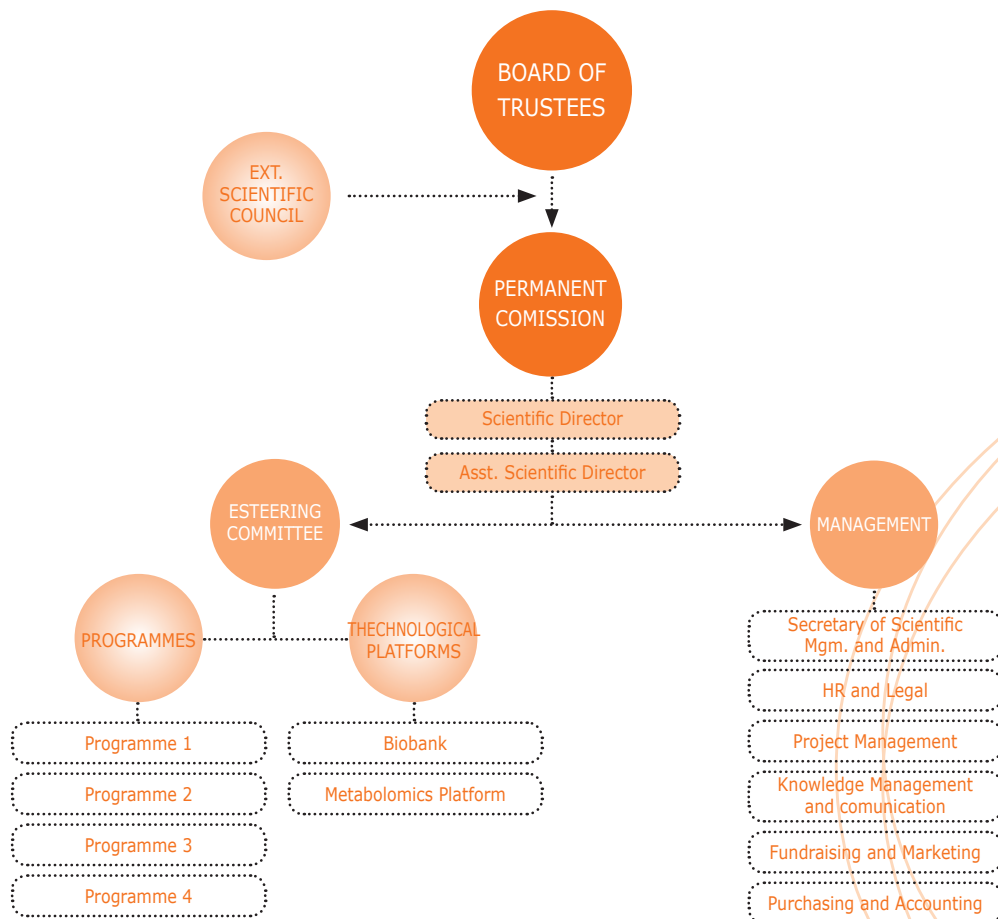 BOARD OF
TRUSTEES
EXT.
SCIENTIFIC
COUNCIL
PERMANENT
COMISSION
Scientific Director
Asst. Scientific Director
ESTEERING
COMMITTEE
MANAGEMENT
PROGRAMMES
THECHNOLOGICAL
PLATFORMS
Programme 1
Programme 2
Programme 3
Programme 4
Biobank
Metabolomics Platform
Secretary of Scientific
Mgm. and Admin.
HR and Legal
Project Management
Knowledge Management
and comunication
Fundraising and Marketing
Purchasing and Accounting